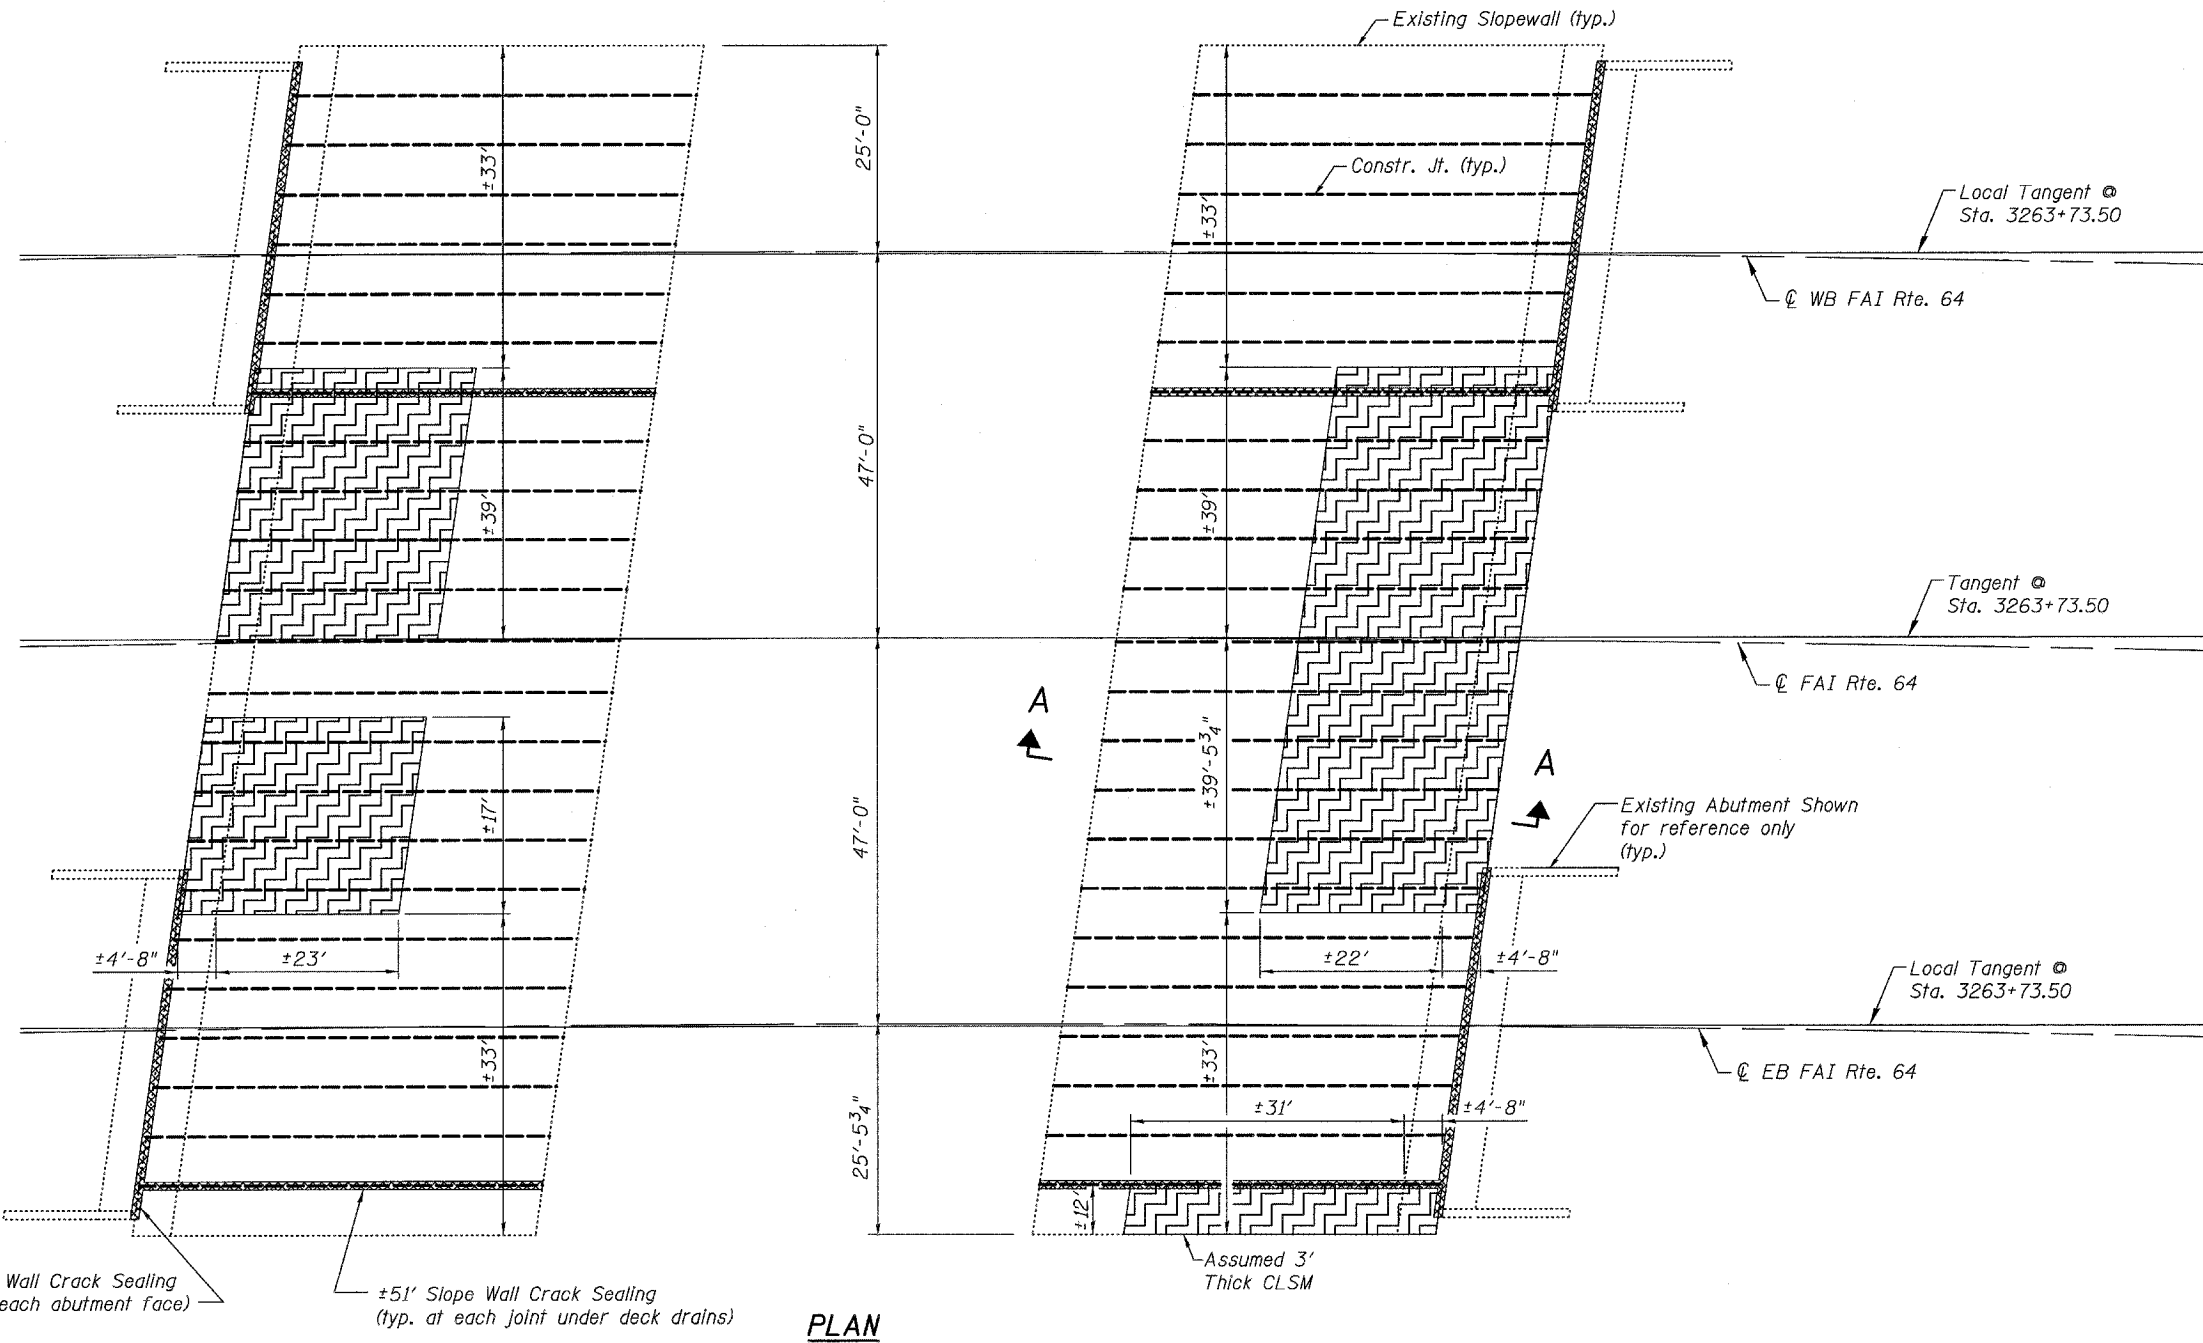 Existing Slopewall (typ.)
25'-0"
±33'
±33'
Constr. Jt. (typ.)
Local Tangent @
Sta. 3263+73.50
℄ WB FAI Rte. 64
47'-0"
±39'
±39'
Tangent @
Sta. 3263+73.50
℄ FAI Rte. 64
A
A
±39'-5¾"
±17'
47'-0"
Existing Abutment Shown
for reference only
(typ.)
±4'-8"
±23'
±22'
±4'-8"
Local Tangent @
Sta. 3263+73.50
℄ EB FAI Rte. 64
±33'
±33'
25'-5¾"
±31'
±4'-8"
±12'
Assumed 3'
Thick CLSM
Wall Crack Sealing
each abutment face)
±51' Slope Wall Crack Sealing
(typ. at each joint under deck drains)
PLAN